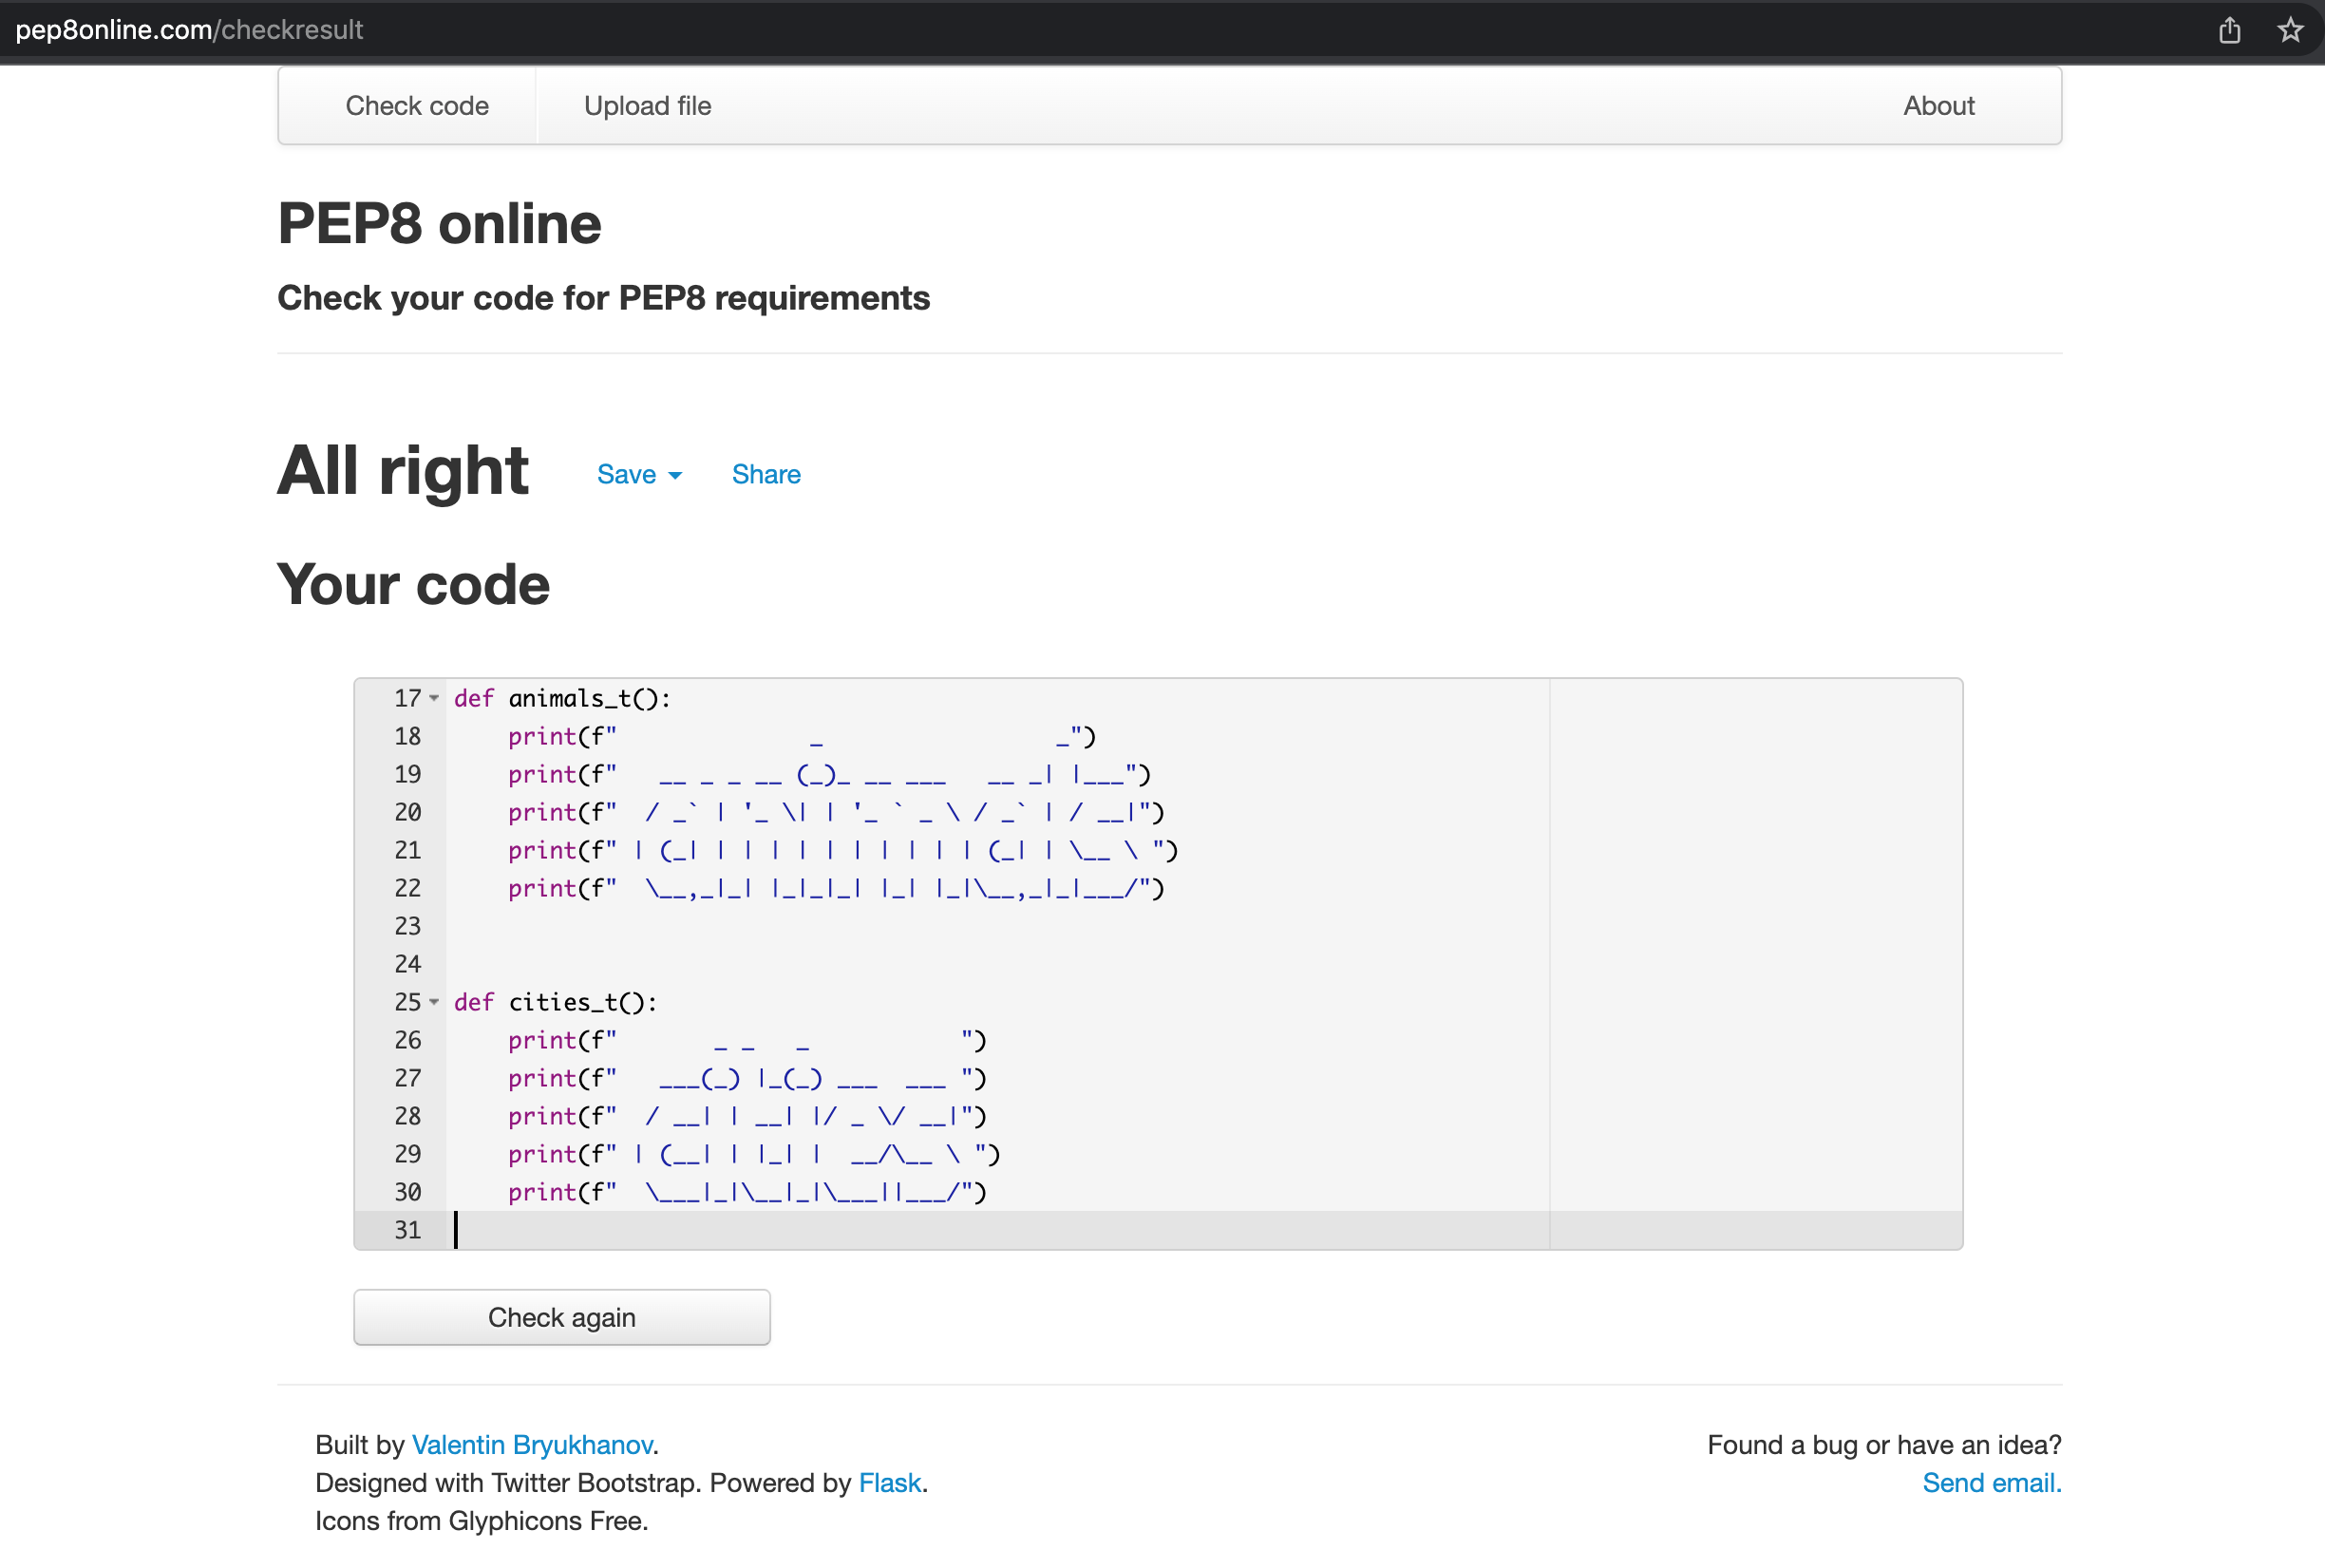 pep8online.com/checkresult
Check code Upload file About
PEP8 online
Check your code for PEP8 requirements
All right Save Share
Your code
17 def animals_t():
18     print(f"              _                 _")
19     print(f"   __ _ _ __ (_)_ __ ___   __ _| |___")
20     print(f"  / _` | '_ \| | '_ ` _ \ / _` | / __|")
21     print(f" | (_| | | | | | | | | | | (_| | \__ \ ")
22     print(f"  \__,_|_| |_|_|_| |_| |_|\__,_|_|___/")
23
24
25 def cities_t():
26     print(f"       _ _   _           ")
27     print(f"   ___(_) |_(_) ___  ___ ")
28     print(f"  / __| | __| |/ _ \/ __|")
29     print(f" | (__| | |_| |  __/\__ \ ")
30     print(f"  \___|_|\__|_|\___||___/")
31
Check again
Built by Valentin Bryukhanov.
Designed with Twitter Bootstrap. Powered by Flask.
Icons from Glyphicons Free.
Found a bug or have an idea?
Send email.